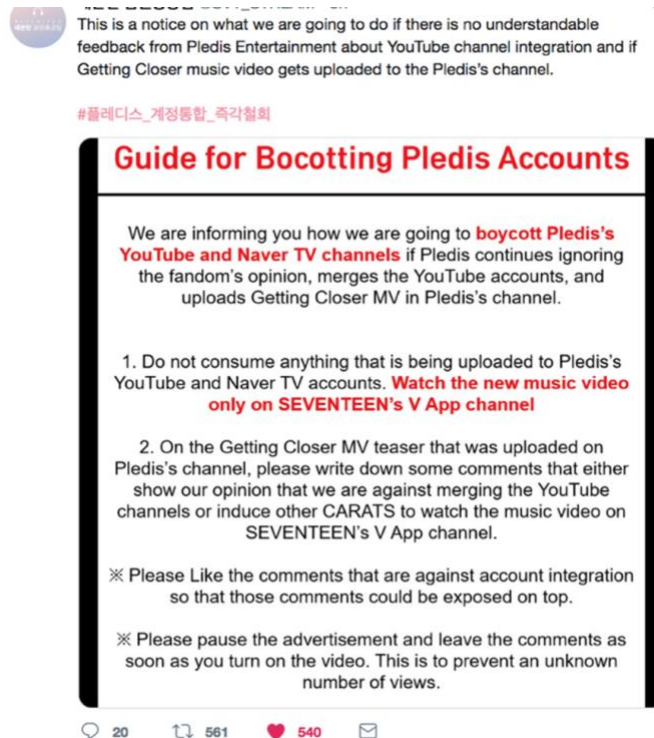 This is a notice on what we are going to do if there is no understandable
feedback from Pledis Entertainment about YouTube channel integration and if
Getting Closer music video gets uploaded to the Pledis's channel.
#플레디스_계정통합_즉각철회
Guide for Bocotting Pledis Accounts
We are informing you how we are going to boycott Pledis's
YouTube and Naver TV channels if Pledis continues ignoring
the fandom's opinion, merges the YouTube accounts, and
uploads Getting Closer MV in Pledis's channel.
1. Do not consume anything that is being uploaded to Pledis's
YouTube and Naver TV accounts. Watch the new music video
only on SEVENTEEN's V App channel
2. On the Getting Closer MV teaser that was uploaded on
Pledis's channel, please write down some comments that either
show our opinion that we are against merging the YouTube
channels or induce other CARATS to watch the music video on
SEVENTEEN's V App channel.
※ Please Like the comments that are against account integration
so that those comments could be exposed on top.
※ Please pause the advertisement and leave the comments as
soon as you turn on the video. This is to prevent an unknown
number of views.
20 561 540